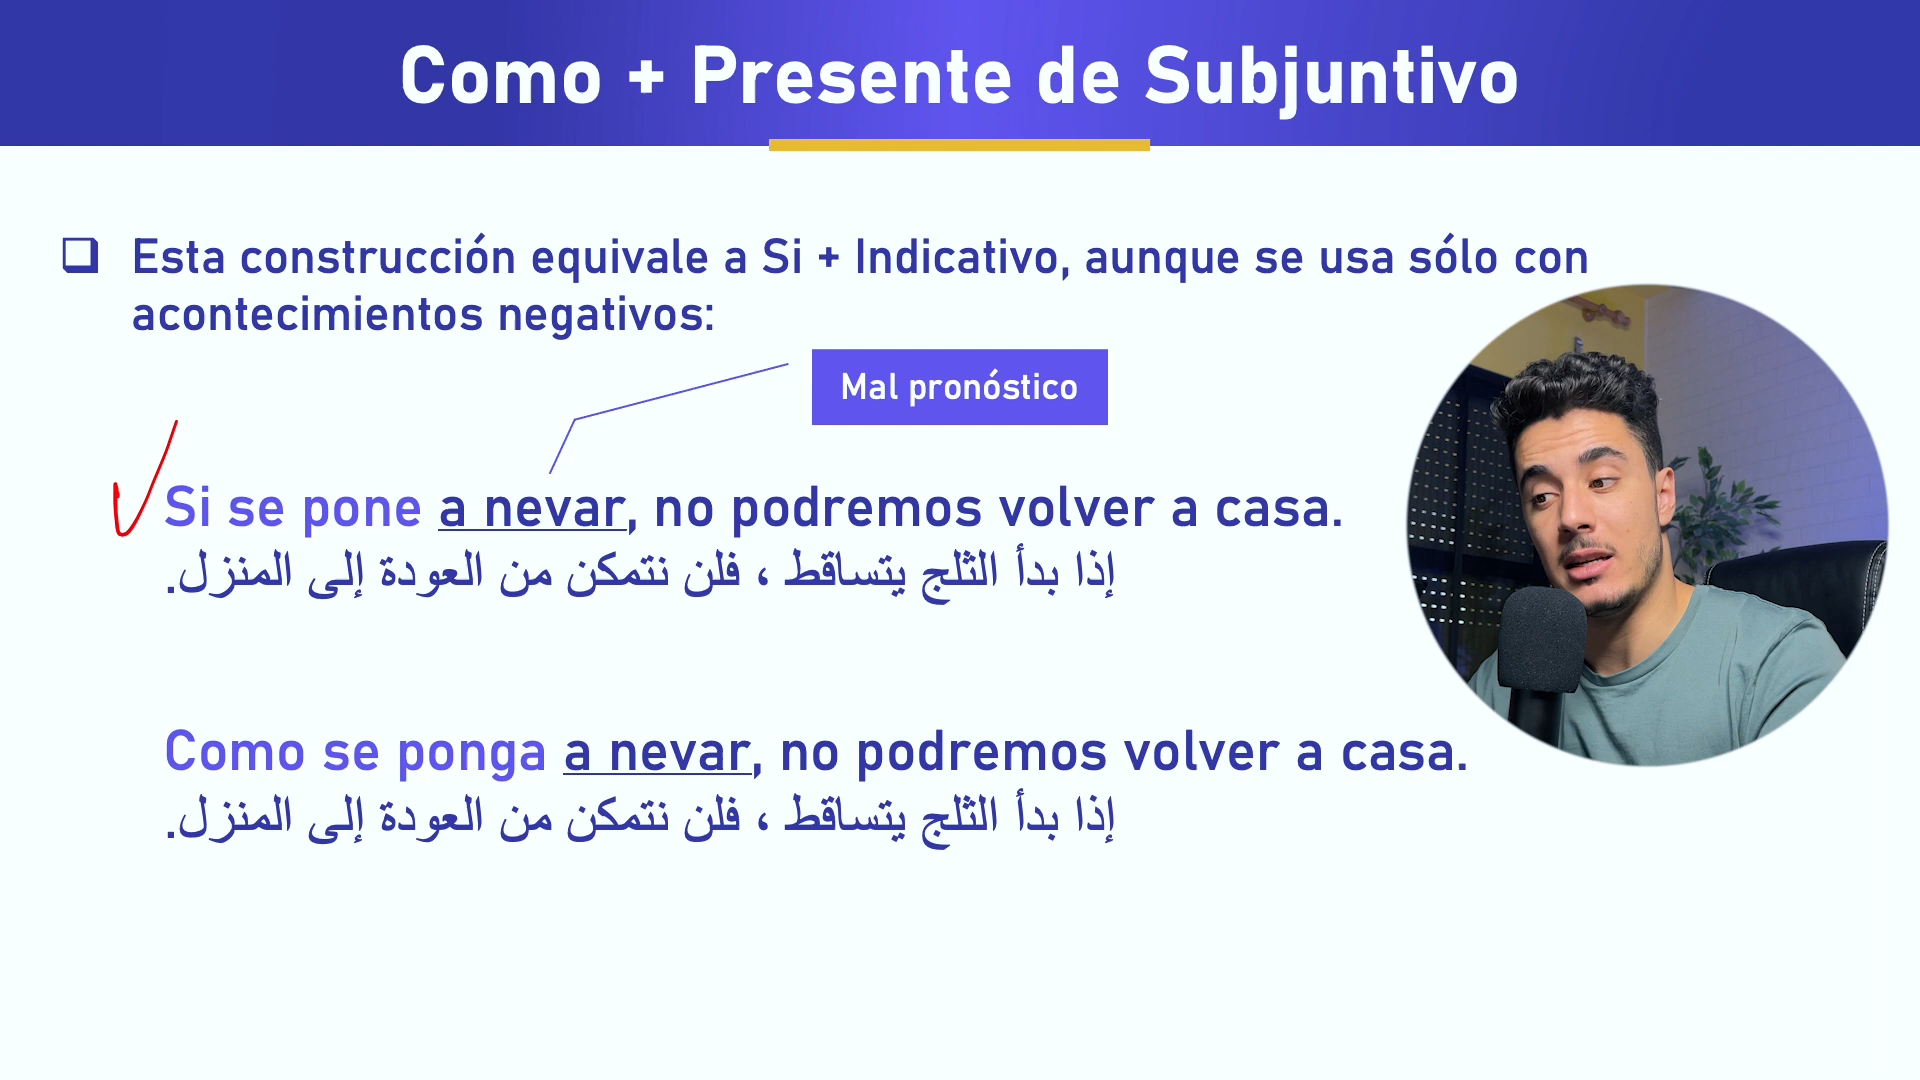 Como + Presente de Subjuntivo
Esta construcción equivale a Si + Indicativo, aunque se usa sólo con
acontecimientos negativos:
Mal pronóstico
Si se pone a nevar, no podremos volver a casa.
إذا بدأ الثلج يتساقط ، فلن نتمكن من العودة إلى المنزل.
Como se ponga a nevar, no podremos volver a casa.
إذا بدأ الثلج يتساقط ، فلن نتمكن من العودة إلى المنزل.